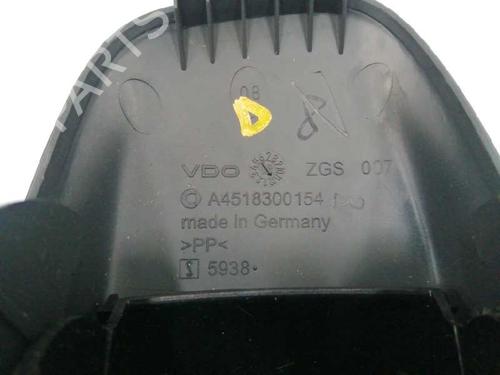 PARTS
08
D
VDO ZGS 007
A4518300154
made in Germany
>PP<
5938